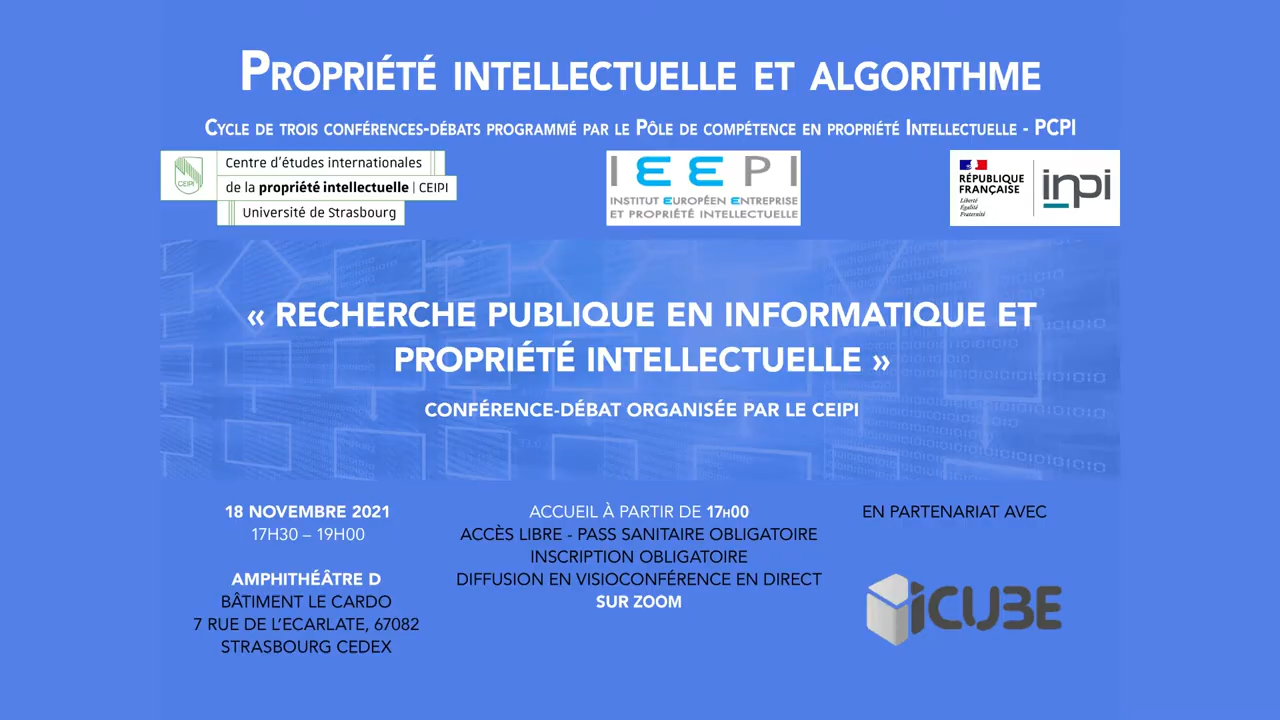 Propriété intellectuelle et algorithme
Cycle de trois conférences-débats programmé par le Pôle de compétence en propriété Intellectuelle - PCPI
CEIPI
Centre d'études internationales
de la propriété intellectuelle | CEIPI
Université de Strasbourg
IEEPI
INSTITUT EUROPÉEN ENTREPRISE
ET PROPRIÉTÉ INTELLECTUELLE
RÉPUBLIQUE
FRANÇAISE
Liberté
Égalité
Fraternité
inpi
« RECHERCHE PUBLIQUE EN INFORMATIQUE ET
PROPRIÉTÉ INTELLECTUELLE »
CONFÉRENCE-DÉBAT ORGANISÉE PAR LE CEIPI
18 NOVEMBRE 2021
17H30 – 19H00
AMPHITHÉÂTRE D
BÂTIMENT LE CARDO
7 RUE DE L'ECARLATE, 67082
STRASBOURG CEDEX
ACCUEIL À PARTIR DE 17H00
ACCÈS LIBRE - PASS SANITAIRE OBLIGATOIRE
INSCRIPTION OBLIGATOIRE
DIFFUSION EN VISIOCONFÉRENCE EN DIRECT
SUR ZOOM
EN PARTENARIAT AVEC
iCUBE